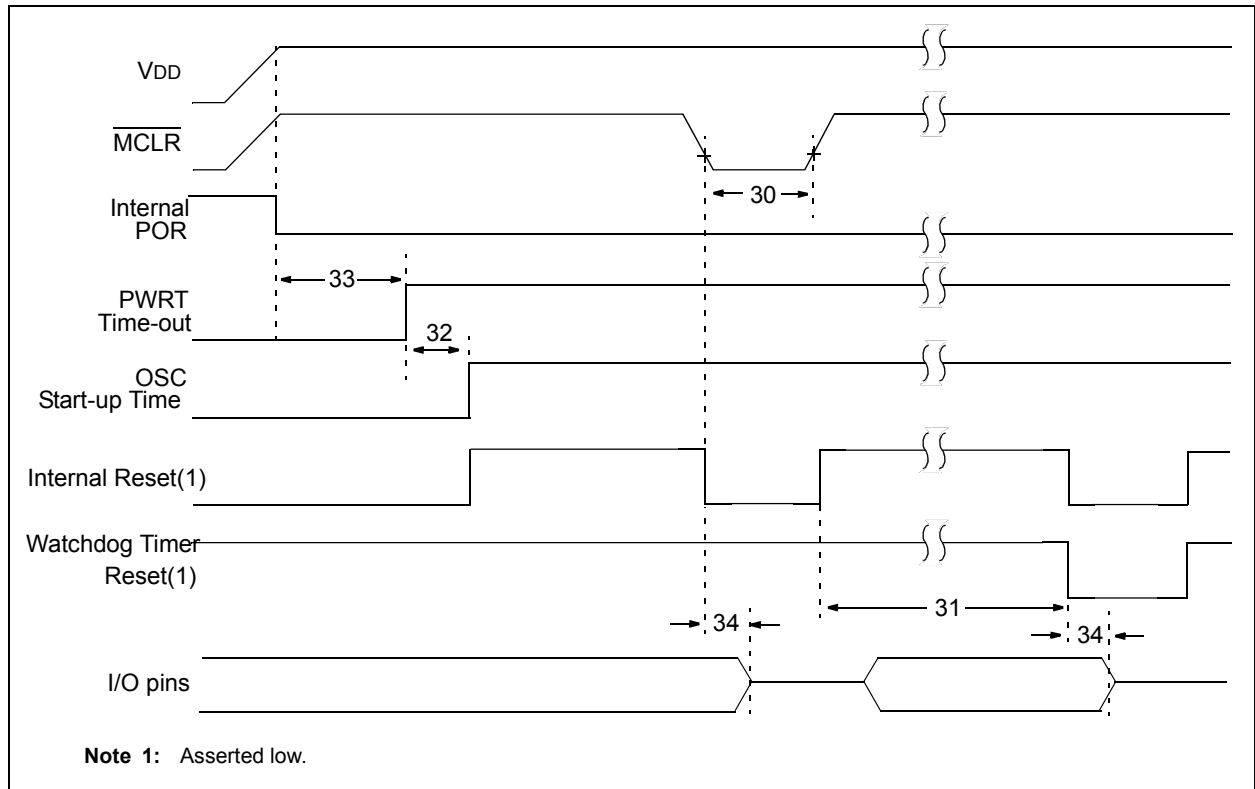 VDD
MCLR
30
Internal
POR
33
PWRT
Time-out
32
OSC
Start-up Time
Internal Reset(1)
Watchdog Timer
Reset(1)
31
34
34
I/O pins
Note 1: Asserted low.